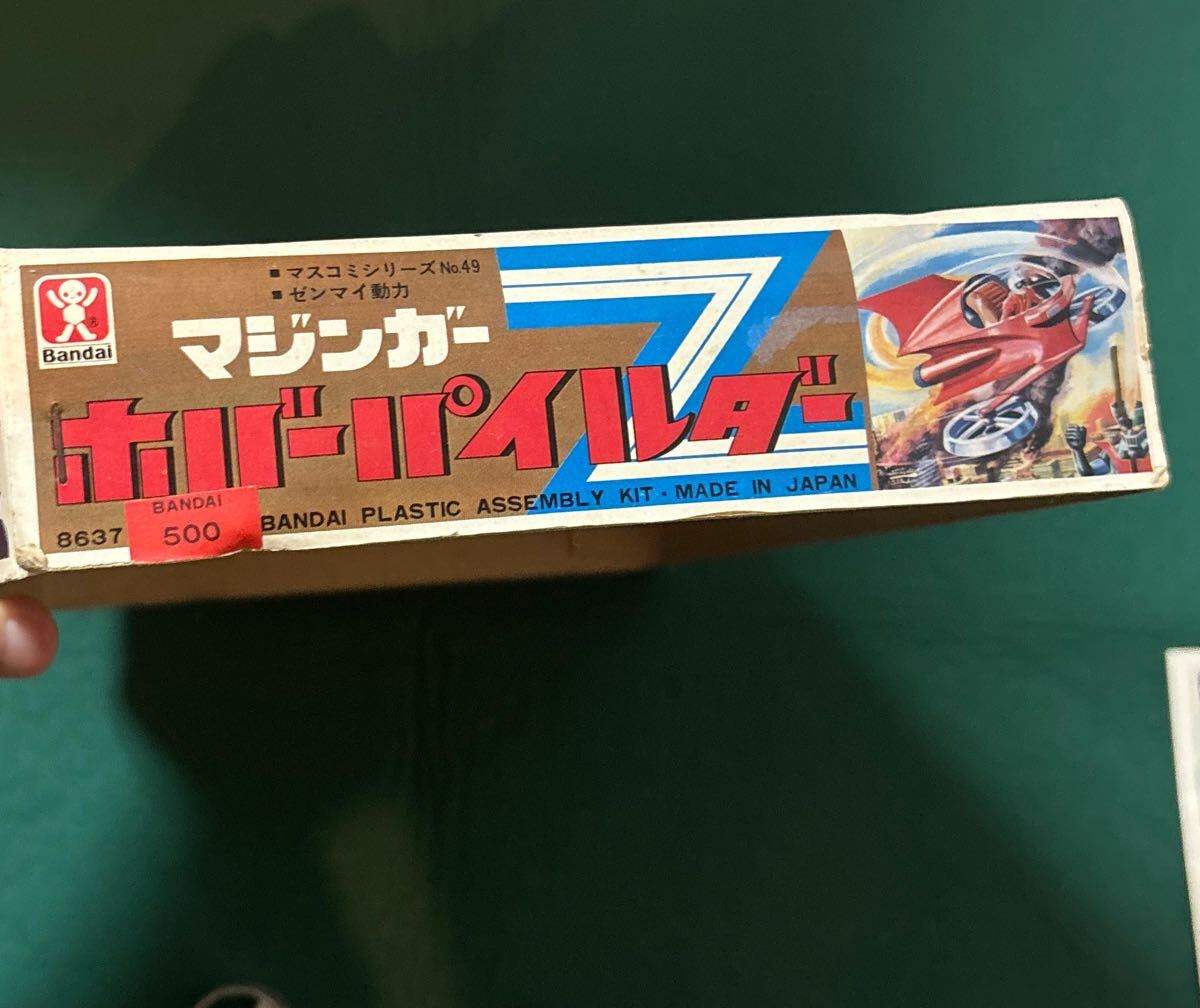 Bandai
■ マスコミシリーズ No.49
■ ゼンマイ動力
マジンガーZ
ホバーパイルダー
8637
BANDAI
500
BANDAI PLASTIC ASSEMBLY KIT・MADE IN JAPAN